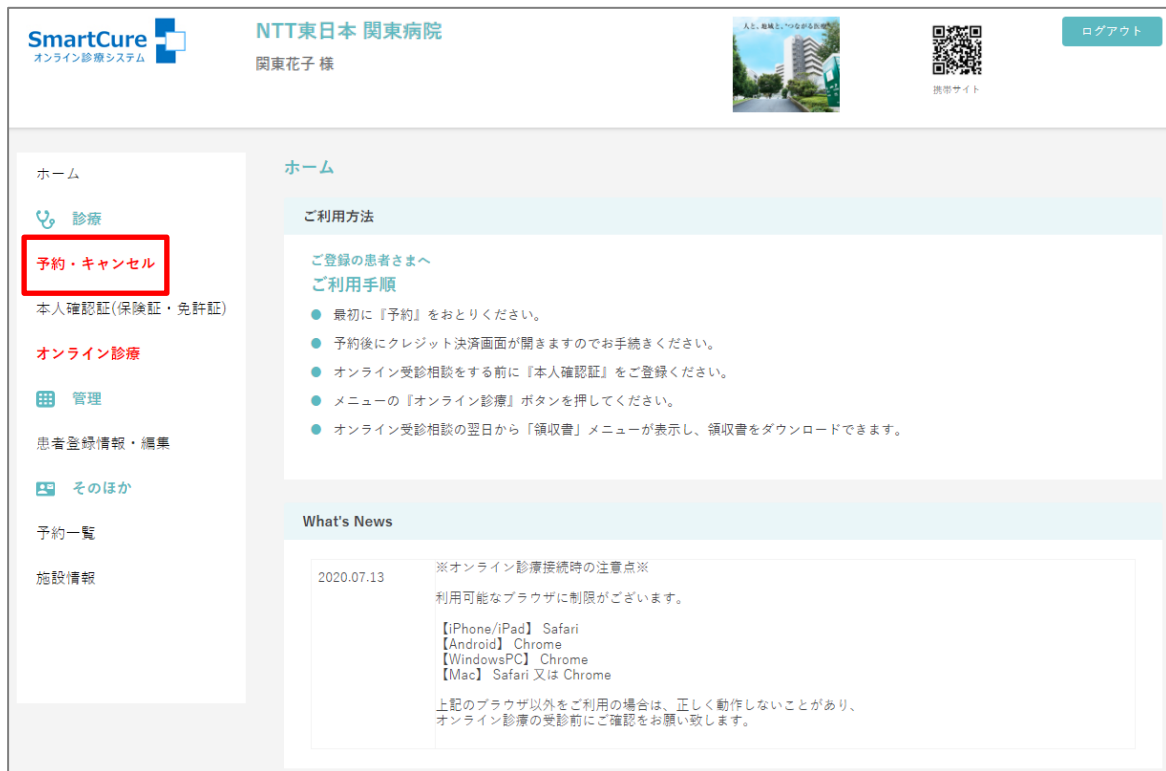 SmartCure
オンライン診療システム
NTT東日本 関東病院
関東花子 様
人と、地域と、"つながる医療"
携帯サイト
ログアウト
ホーム
診療
予約・キャンセル
本人確認証(保険証・免許証)
オンライン診療
管理
患者登録情報・編集
そのほか
予約一覧
施設情報
ホーム
ご利用方法
ご登録の患者さまへ
ご利用手順
● 最初に『予約』をおとりください。
● 予約後にクレジット決済画面が開きますのでお手続きください。
● オンライン受診相談をする前に『本人確認証』をご登録ください。
● メニューの『オンライン診療』ボタンを押してください。
● オンライン受診相談の翌日から「領収書」メニューが表示し、領収書をダウンロードできます。
What's News
2020.07.13
※オンライン診療接続時の注意点※
利用可能なブラウザに制限がございます。
【iPhone/iPad】 Safari
【Android】 Chrome
【WindowsPC】 Chrome
【Mac】 Safari 又は Chrome
上記のブラウザ以外をご利用の場合は、正しく動作しないことがあり、
オンライン診療の受診前にご確認をお願い致します。